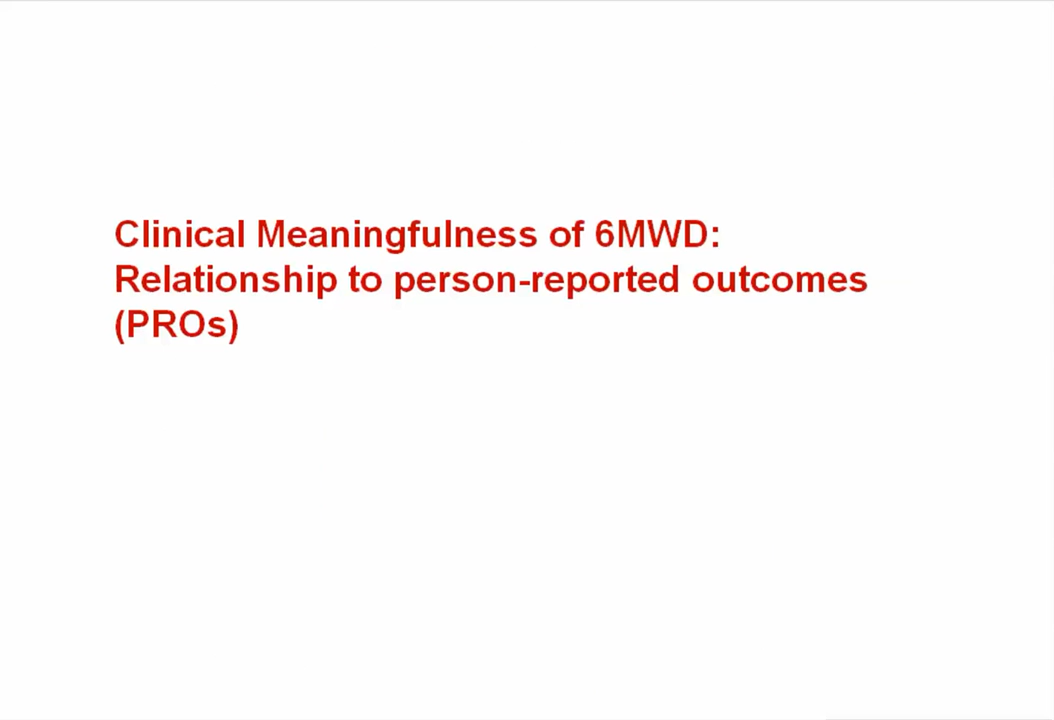 Clinical Meaningfulness of 6MWD:
Relationship to person-reported outcomes
(PROs)